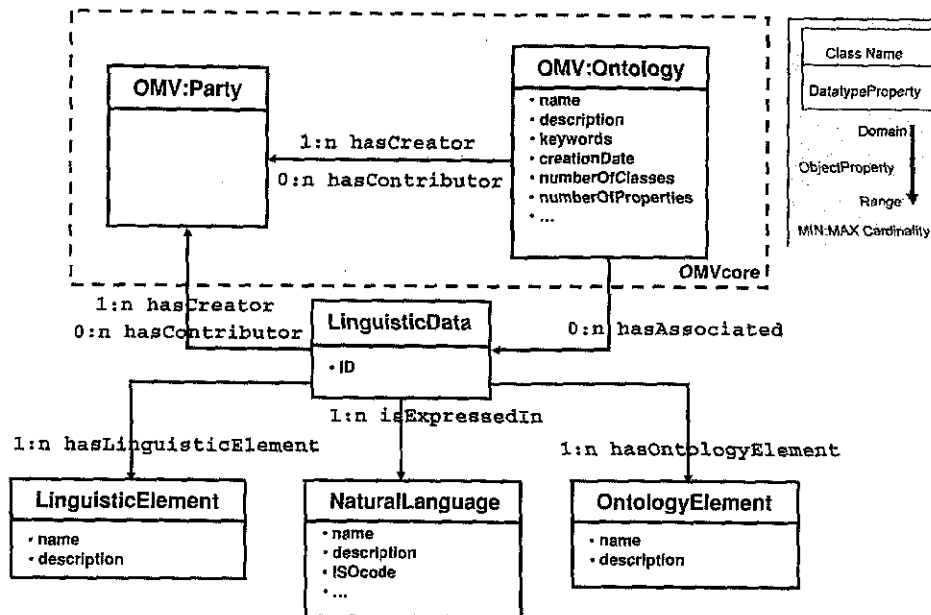 OMV:Party
OMV:Ontology
• name
• description
• keywords
• creationDate
• numberOfClasses
• numberOfProperties
• ...
1:n hasCreator
0:n hasContributor
OMVcore
Class Name
DatatypeProperty
Domain
ObjectProperty
Range
MIN:MAX Cardinality
1:n hasCreator
0:n hasContributor
LinguisticData
• ID
0:n hasAssociated
1:n hasLinguisticElement
1:n isExpressedIn
1:n hasOntologyElement
LinguisticElement
• name
• description
NaturalLanguage
• name
• description
• ISOcode
• ...
OntologyElement
• name
• description